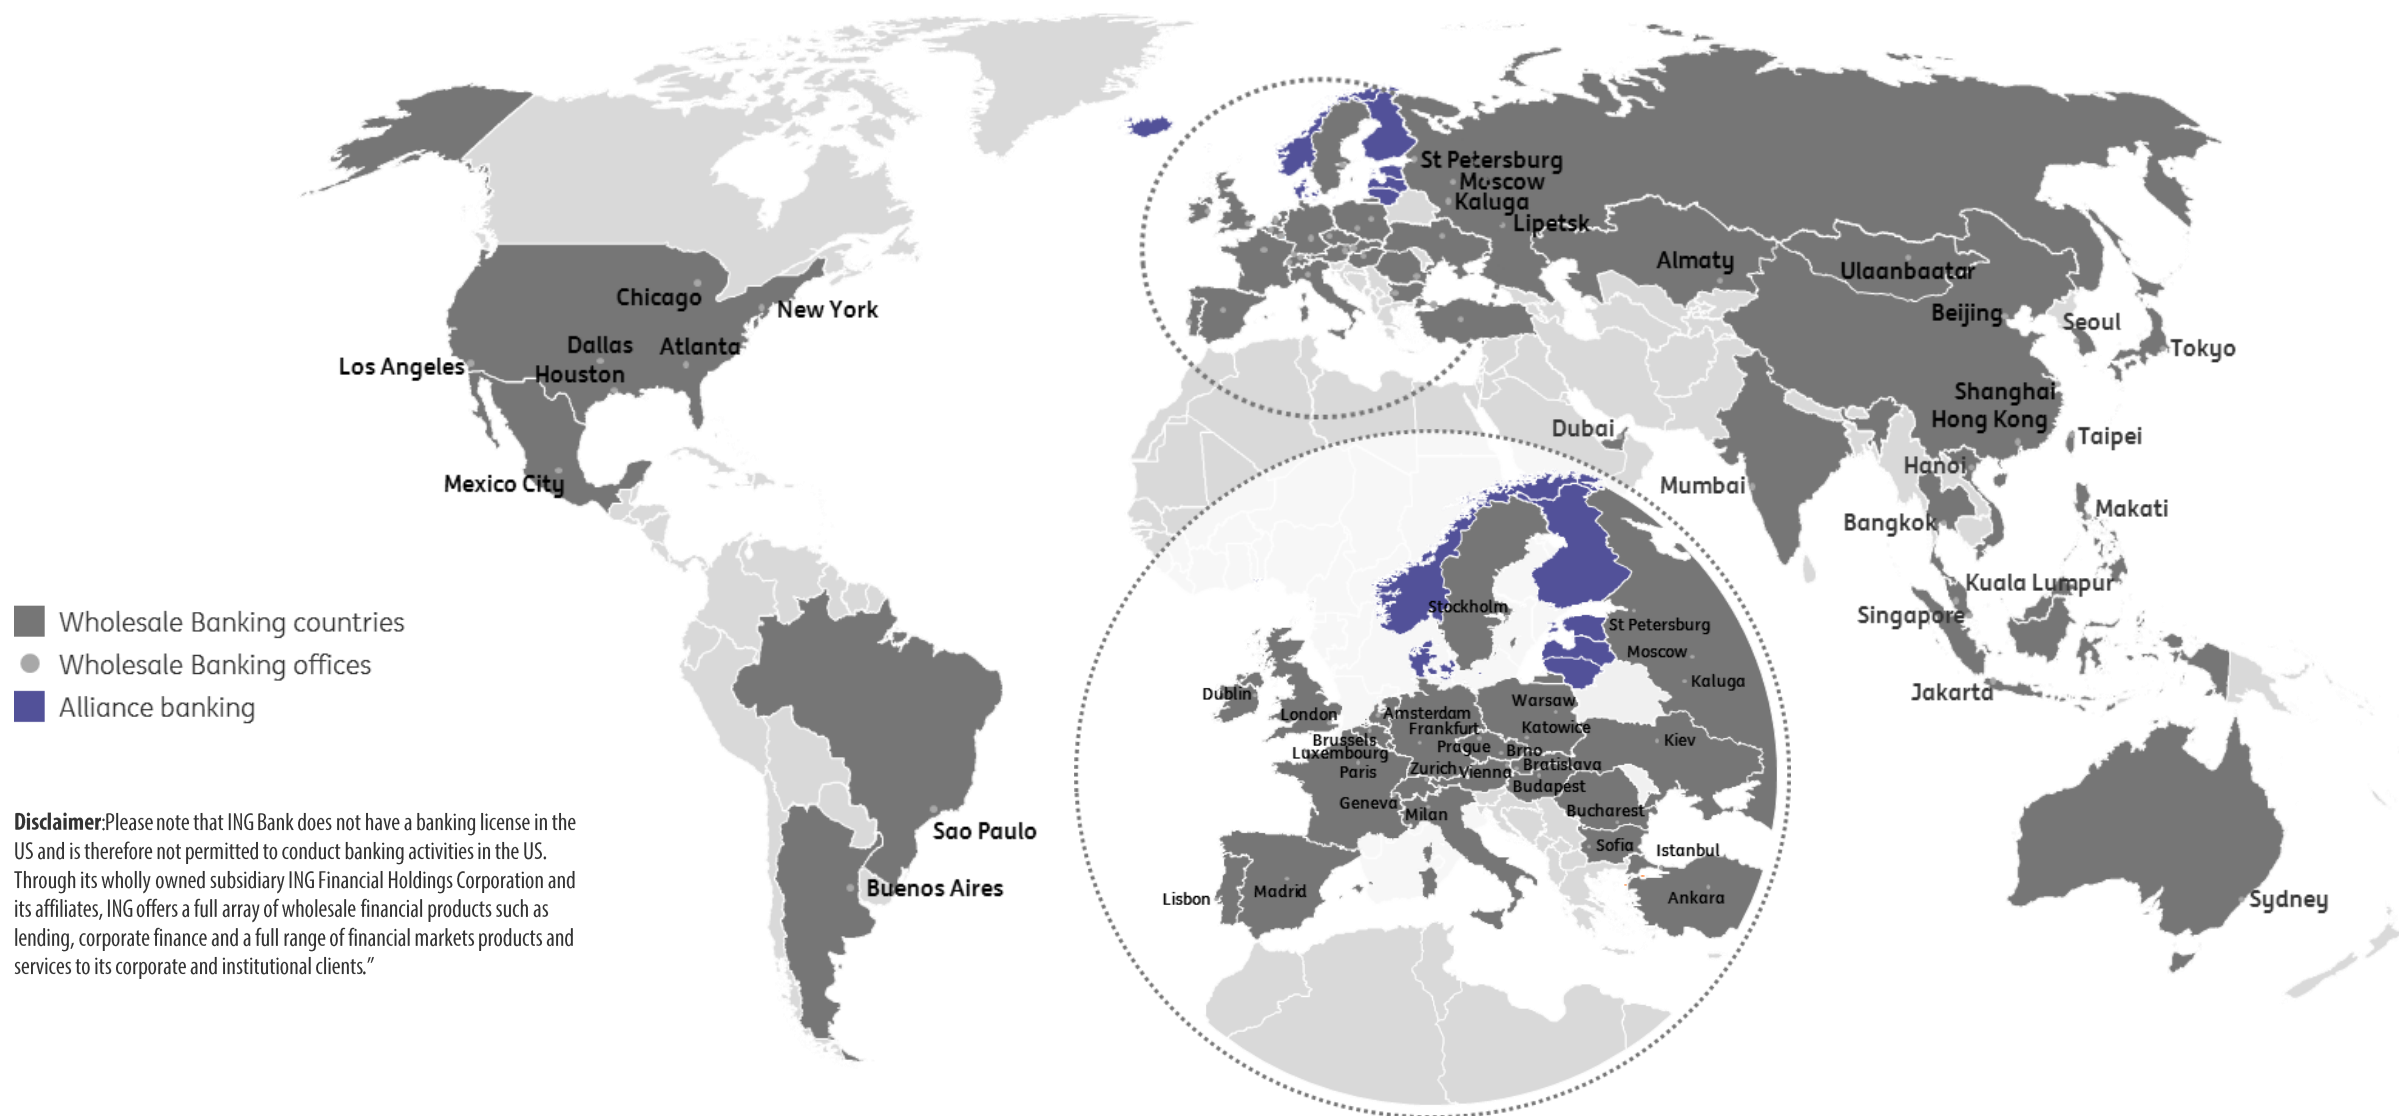 St Petersburg
Moscow
Kaluga
Lipetsk
Almaty
Ulaanbaatar
Beijing
Seoul
Tokyo
Shanghai
Hong Kong
Taipei
Chicago
New York
Dallas
Atlanta
Los Angeles
Houston
Mexico City
Dubai
Mumbai
Hanoi
Bangkok
Makati
Kuala Lumpur
Singapore
Jakarta
Sydney
Sao Paulo
Buenos Aires
Stockholm
St Petersburg
Moscow
Kaluga
Dublin
London
Amsterdam
Warsaw
Frankfurt
Katowice
Brussels
Prague
Brno
Kiev
Luxembourg
Paris
Zurich
Vienna
Bratislava
Budapest
Geneva
Milan
Bucharest
Sofia
Istanbul
Lisbon
Madrid
Ankara
Wholesale Banking countries
Wholesale Banking offices
Alliance banking
Disclaimer:Please note that ING Bank does not have a banking license in the
US and is therefore not permitted to conduct banking activities in the US.
Through its wholly owned subsidiary ING Financial Holdings Corporation and
its affiliates, ING offers a full array of wholesale financial products such as
lending, corporate finance and a full range of financial markets products and
services to its corporate and institutional clients.”